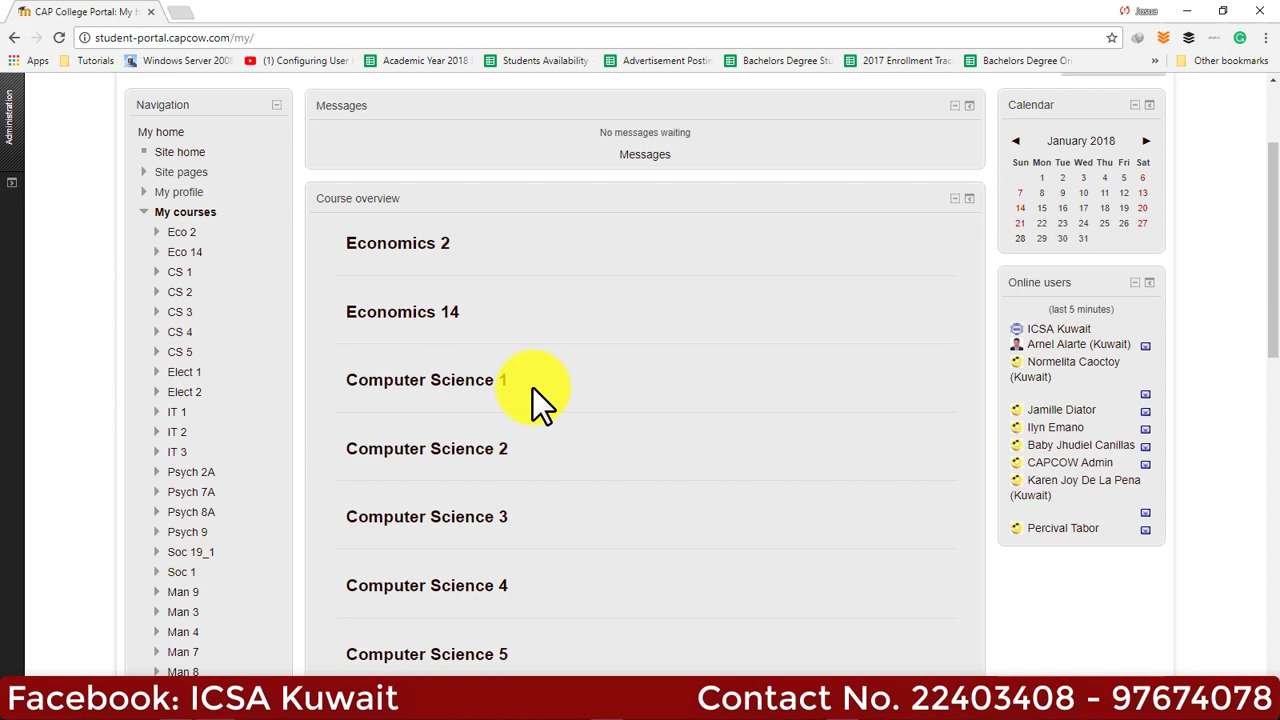 CAP College Portal: My h
Josua
student-portal.capcow.com/my/
Apps
Tutorials
Windows Server 2008
(1) Configuring User
Academic Year 2018
Students Availability
Advertisement Postin
Bachelors Degree Stu
2017 Enrollment Trac
Bachelors Degree Ori
»
Other bookmarks
Administration
Navigation
My home
Site home
Site pages
My profile
My courses
Eco 2
Eco 14
CS 1
CS 2
CS 3
CS 4
CS 5
Elect 1
Elect 2
IT 1
IT 2
IT 3
Psych 2A
Psych 7A
Psych 8A
Psych 9
Soc 19_1
Soc 1
Man 9
Man 3
Man 4
Man 7
Man 8
Messages
No messages waiting
Messages
Course overview
Economics 2
Economics 14
Computer Science 1
Computer Science 2
Computer Science 3
Computer Science 4
Computer Science 5
Calendar
January 2018
Sun Mon Tue Wed Thu Fri Sat
1 2 3 4 5 6
7 8 9 10 11 12 13
14 15 16 17 18 19 20
21 22 23 24 25 26 27
28 29 30 31
Online users
(last 5 minutes)
ICSA Kuwait
Arnel Alarte (Kuwait)
Normelita Caoctoy
(Kuwait)
Jamille Diator
Ilyn Emano
Baby Jhudiel Canillas
CAPCOW Admin
Karen Joy De La Pena
(Kuwait)
Percival Tabor
Facebook: ICSA Kuwait
Contact No. 22403408 - 97674078